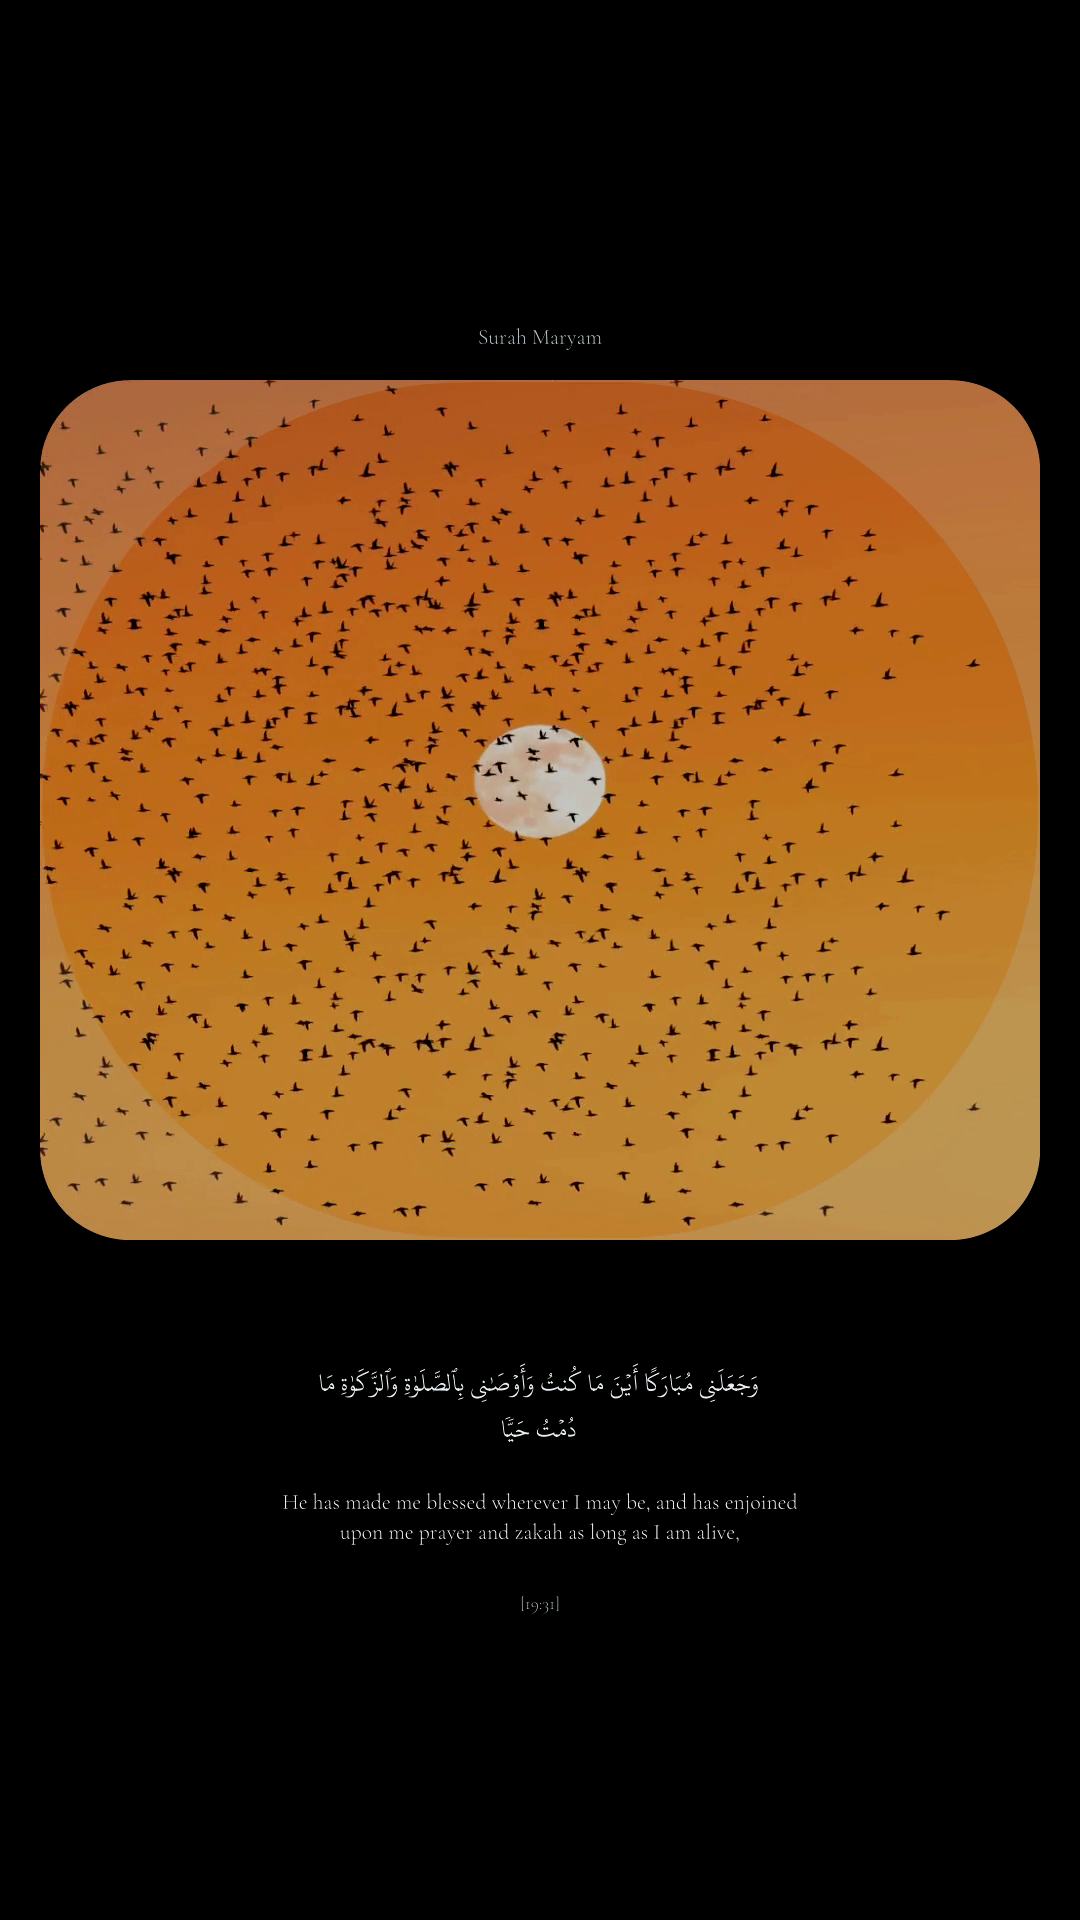 Surah Maryam
وَجَعَلَنِى مُبَارَكًا أَيْنَ مَا كُنتُ وَأَوْصَـٰنِى بِٱلصَّلَوٰةِ وَٱلزَّكَوٰةِ مَا
دُمْتُ حَيًّا
He has made me blessed wherever I may be, and has enjoined
upon me prayer and zakah as long as I am alive,
[19:31]